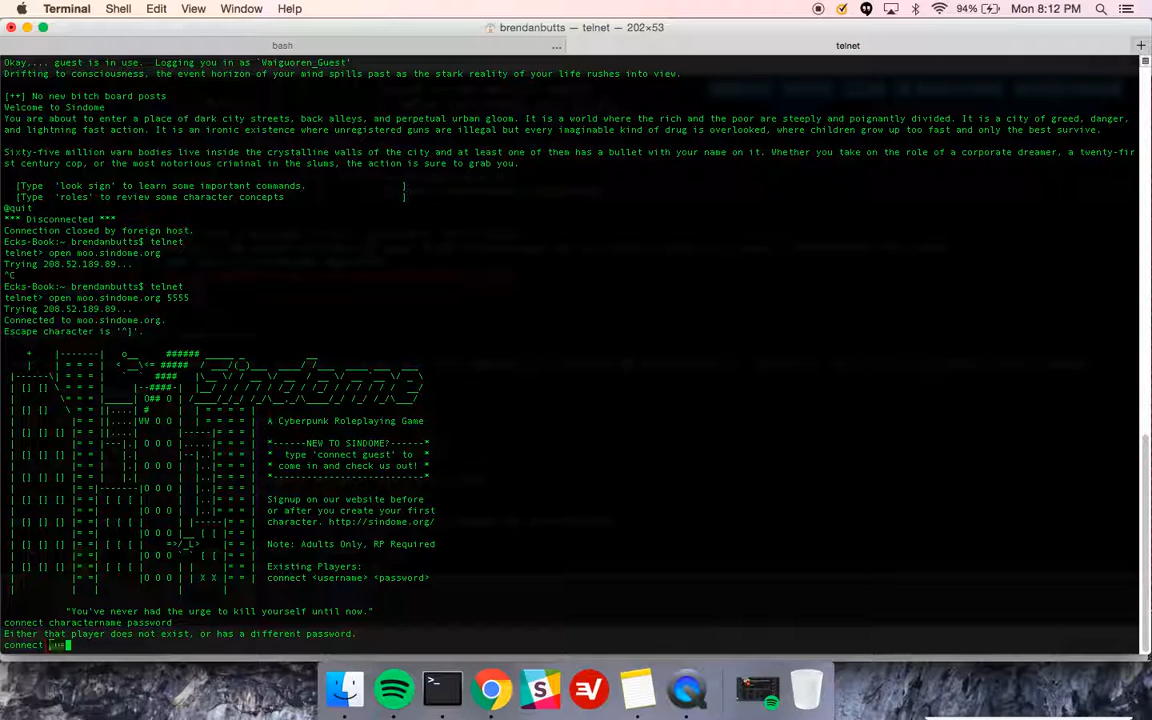 Terminal Shell Edit View Window Help
94% Mon 8:12 PM
brendanbutts — telnet — 202×53
bash ... telnet +
Okay,... guest is in use. Logging you in as `Waiguoren_Guest'
Drifting to consciousness, the event horizon of your mind spills past as the stark reality of your life rushes into view.
[++] No new bitch board posts
Welcome to Sindome
You are about to enter a place of dark city streets, back alleys, and perpetual urban gloom. It is a world where the rich and the poor are steeply and poignantly divided. It is a city of greed, danger,
and lightning fast action. It is an ironic existence where unregistered guns are illegal but every imaginable kind of drug is overlooked, where children grow up too fast and only the best survive.
Sixty-five million warm bodies live inside the crystalline walls of the city and at least one of them has a bullet with your name on it. Whether you take on the role of a corporate dreamer, a twenty-fir
st century cop, or the most notorious criminal in the slums, the action is sure to grab you.
[Type 'look sign' to learn some important commands. ]
[Type 'roles' to review some character concepts ]
@quit
*** Disconnected ***
Connection closed by foreign host.
Ecks-Book:~ brendanbutts$ telnet
telnet> open moo.sindome.org
Trying 208.52.189.89...
^C
Ecks-Book:~ brendanbutts$ telnet
telnet> open moo.sindome.org 5555
Trying 208.52.189.89...
Connected to moo.sindome.org.
Escape character is '^]'.
Sindome
A Cyberpunk Roleplaying Game
*------NEW TO SINDOME?------*
* type 'connect guest' to *
* come in and check us out! *
*---------------------------*
Signup on our website before
or after you create your first
character. http://sindome.org/
Note: Adults Only, RP Required
Existing Players:
connect <username> <password>
"You've never had the urge to kill yourself until now."
connect charactername password
Either that player does not exist, or has a different password.
connect